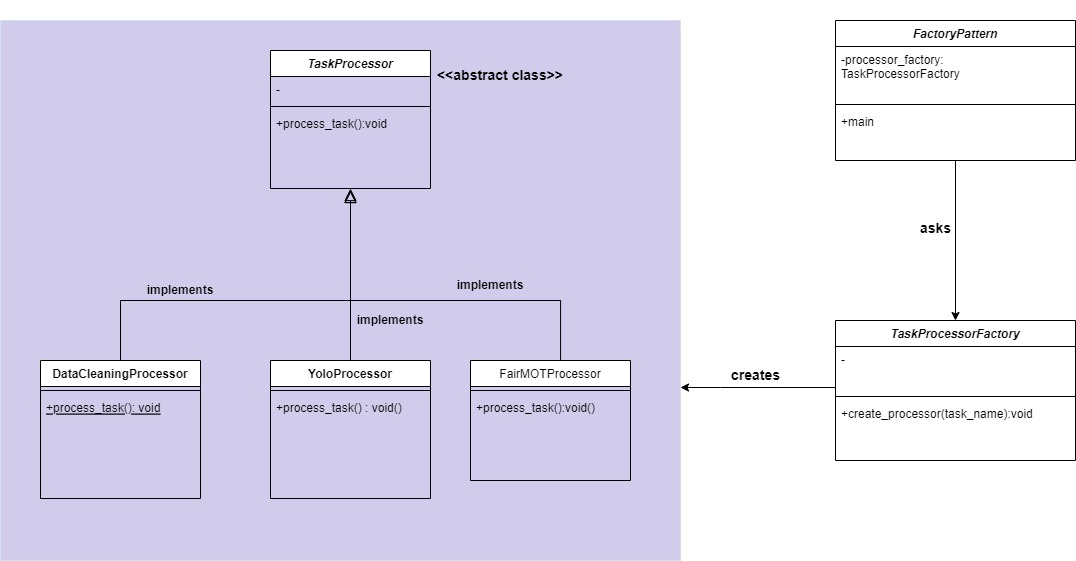 TaskProcessor
<<abstract class>>
-
+process_task():void
implements
implements
implements
DataCleaningProcessor
+process_task(): void
YoloProcessor
+process_task() : void()
FairMOTProcessor
+process_task():void()
FactoryPattern
-processor_factory:
TaskProcessorFactory
+main
asks
TaskProcessorFactory
-
+create_processor(task_name):void
creates